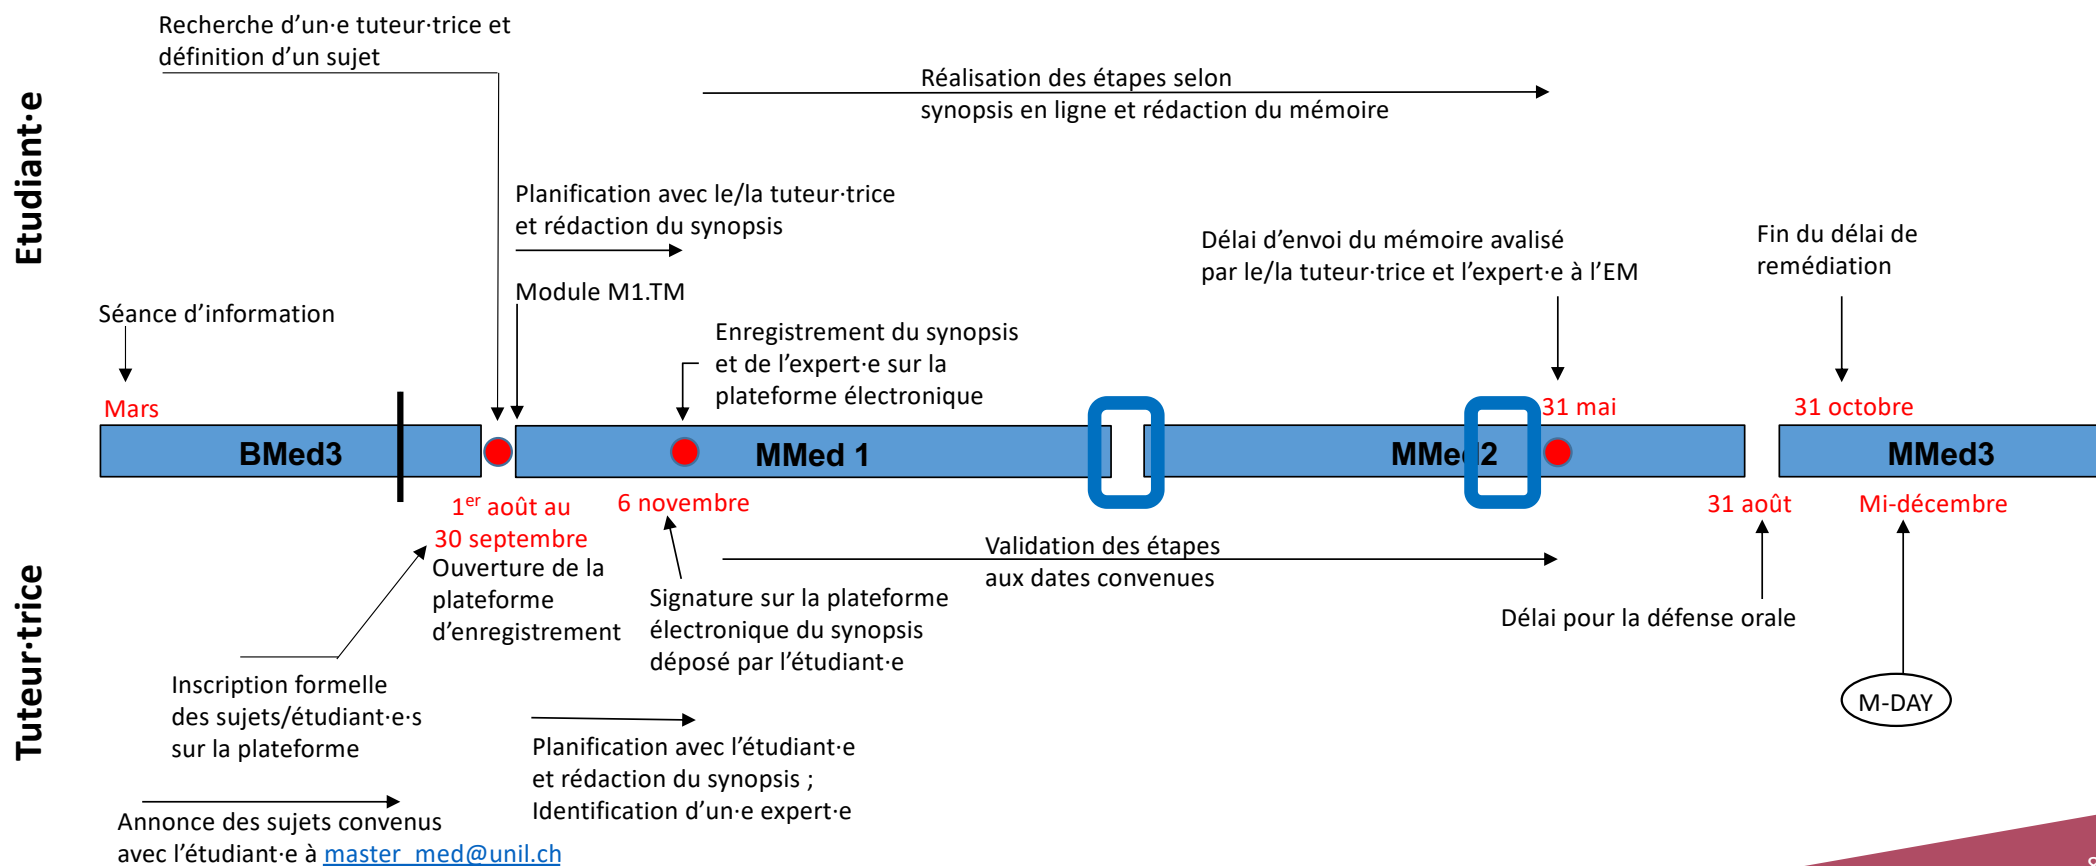 Etudiant·e
Recherche d’un·e tuteur·trice et
définition d’un sujet
Réalisation des étapes selon
synopsis en ligne et rédaction du mémoire
Planification avec le/la tuteur·trice
et rédaction du synopsis
Délai d’envoi du mémoire avalisé
par le/la tuteur·trice et l’expert·e à l’EM
Fin du délai de
remédiation
Module M1.TM
Séance d’information
Enregistrement du synopsis
et de l’expert·e sur la
plateforme électronique
Mars
31 mai
31 octobre
BMed3
MMed 1
MMed2
MMed3
1er août au
30 septembre
6 novembre
31 août
Mi-décembre
Tuteur·trice
Ouverture de la
plateforme
d’enregistrement
Validation des étapes
aux dates convenues
Signature sur la plateforme
électronique du synopsis
déposé par l’étudiant·e
Délai pour la défense orale
Inscription formelle
des sujets/étudiant·e·s
sur la plateforme
M-DAY
Planification avec l’étudiant·e
et rédaction du synopsis ;
Identification d’un·e expert·e
Annonce des sujets convenus
avec l’étudiant·e à master_med@unil.ch